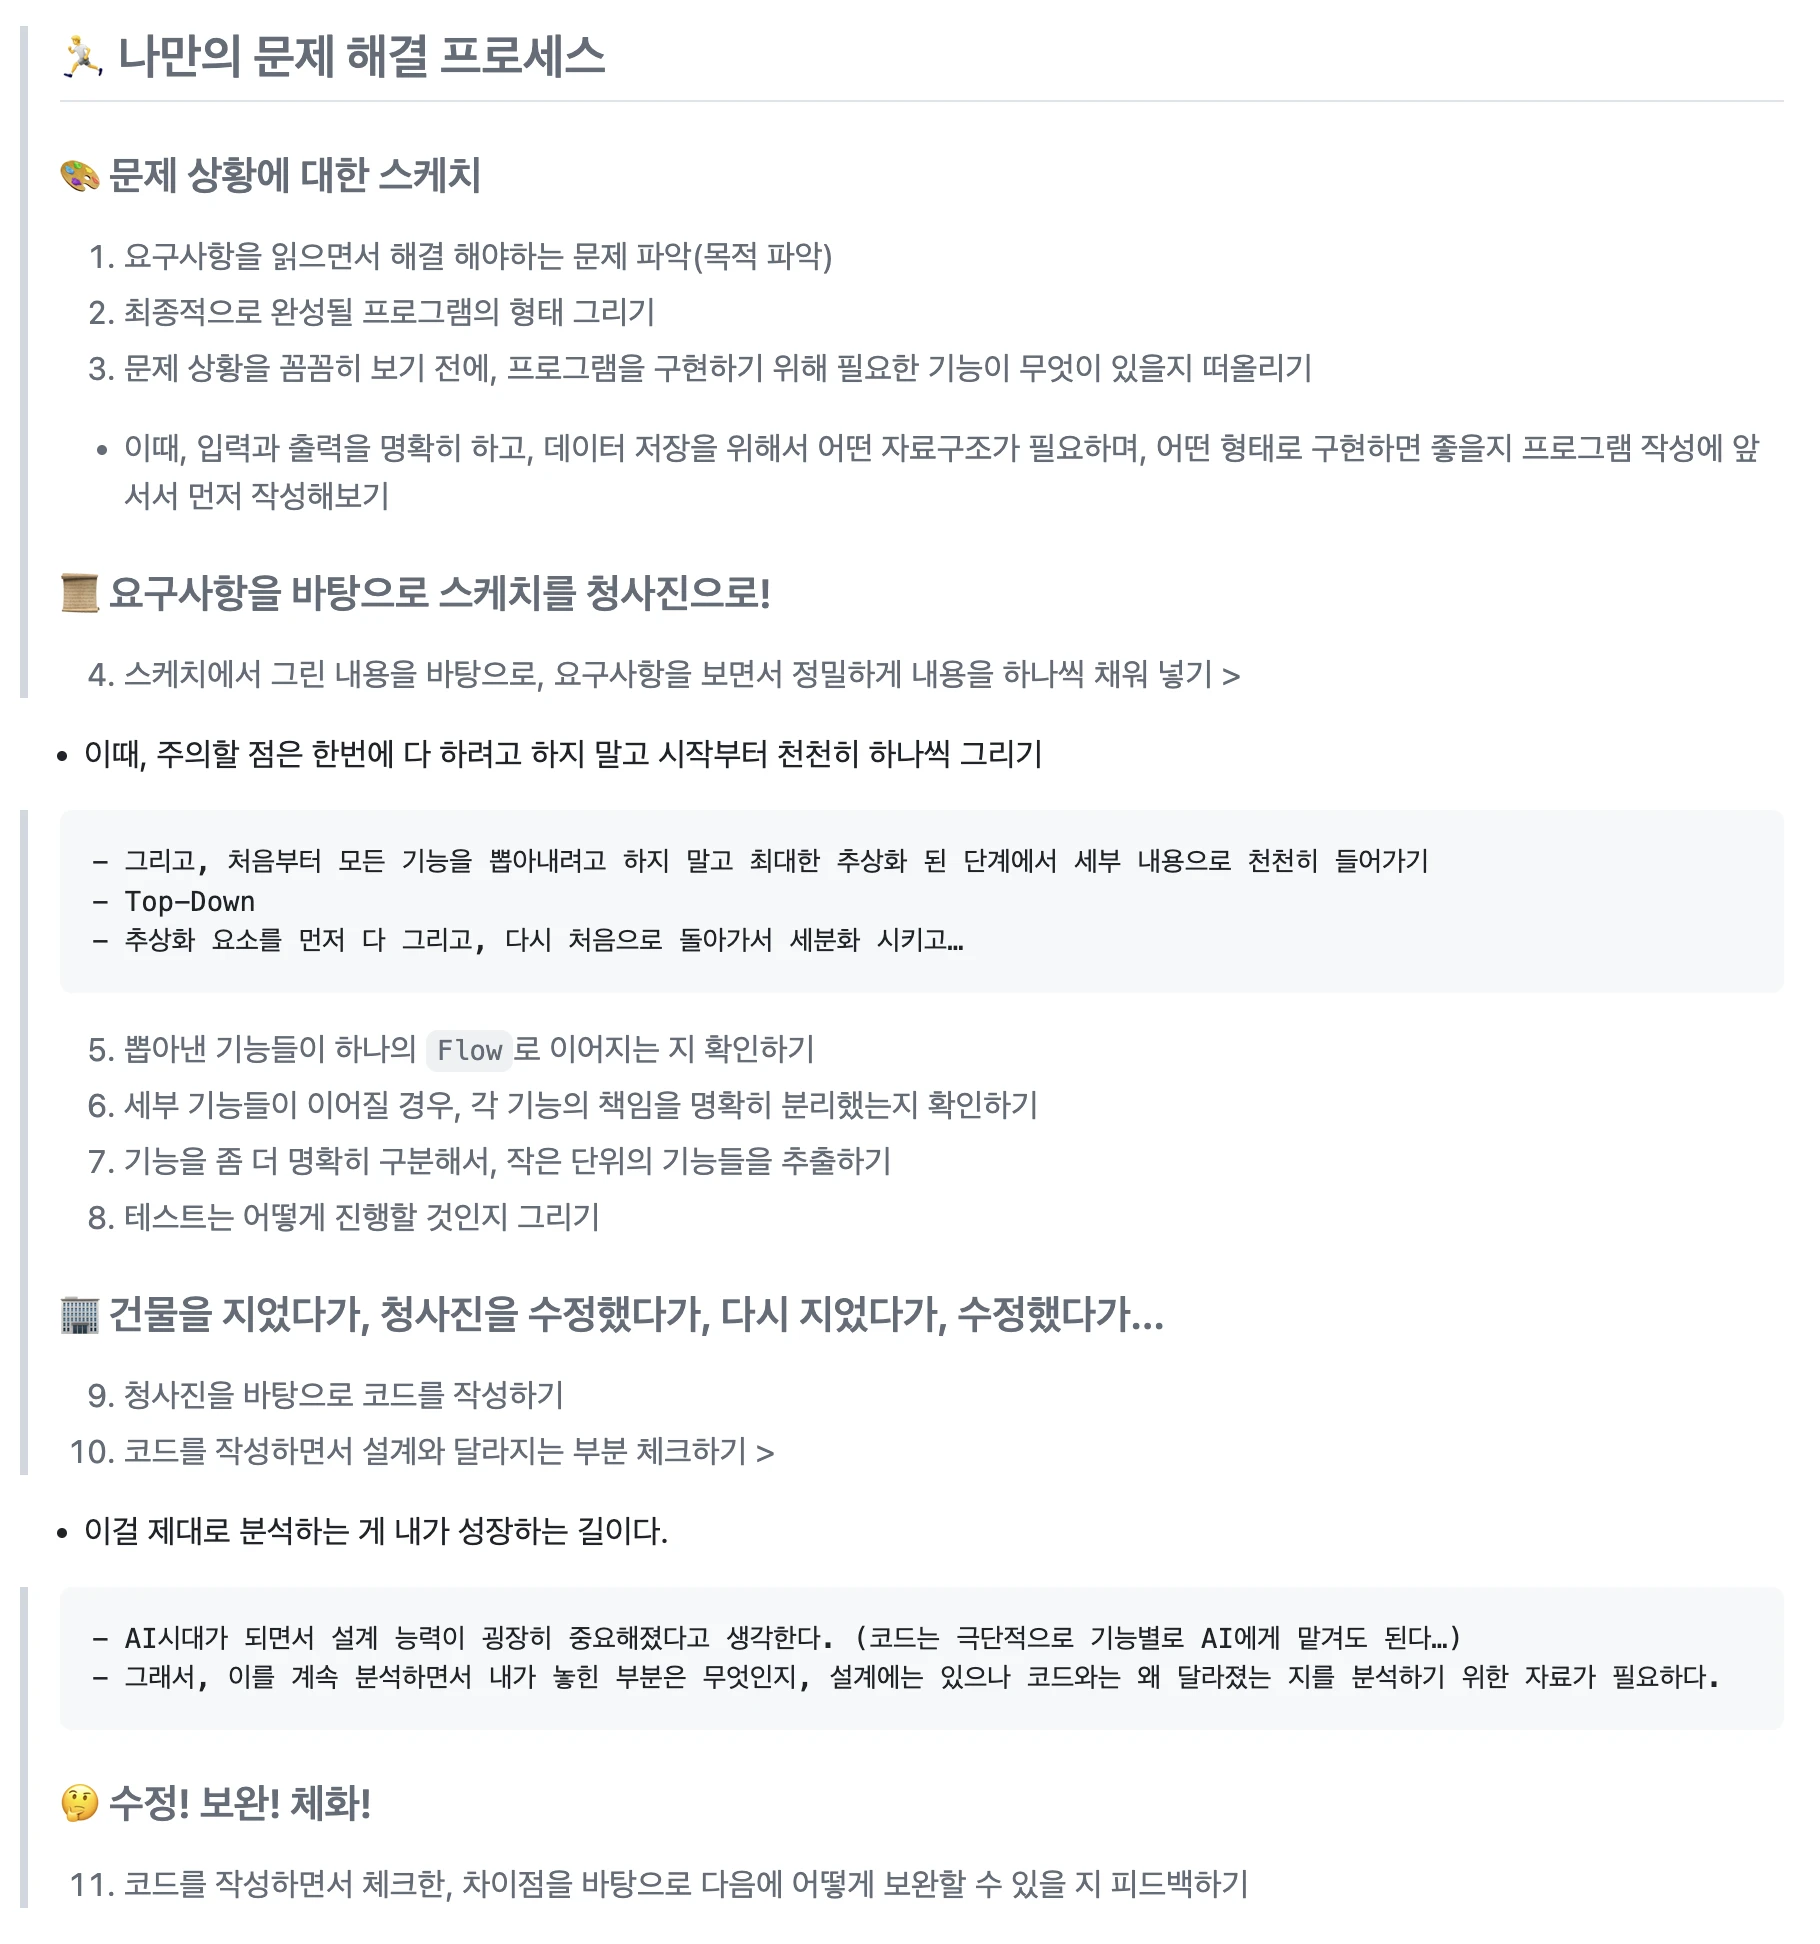 🏃 나만의 문제 해결 프로세스
🎨 문제 상황에 대한 스케치
1. 요구사항을 읽으면서 해결 해야하는 문제 파악(목적 파악)
2. 최종적으로 완성될 프로그램의 형태 그리기
3. 문제 상황을 꼼꼼히 보기 전에, 프로그램을 구현하기 위해 필요한 기능이 무엇이 있을지 떠올리기
• 이때, 입력과 출력을 명확히 하고, 데이터 저장을 위해서 어떤 자료구조가 필요하며, 어떤 형태로 구현하면 좋을지 프로그램 작성에 앞
서서 먼저 작성해보기
📜 요구사항을 바탕으로 스케치를 청사진으로!
4. 스케치에서 그린 내용을 바탕으로, 요구사항을 보면서 정밀하게 내용을 하나씩 채워 넣기 >
• 이때, 주의할 점은 한번에 다 하려고 하지 말고 시작부터 천천히 하나씩 그리기
- 그리고, 처음부터 모든 기능을 뽑아내려고 하지 말고 최대한 추상화 된 단계에서 세부 내용으로 천천히 들어가기
- Top-Down
- 추상화 요소를 먼저 다 그리고, 다시 처음으로 돌아가서 세분화 시키고…
5. 뽑아낸 기능들이 하나의 Flow로 이어지는 지 확인하기
6. 세부 기능들이 이어질 경우, 각 기능의 책임을 명확히 분리했는지 확인하기
7. 기능을 좀 더 명확히 구분해서, 작은 단위의 기능들을 추출하기
8. 테스트는 어떻게 진행할 것인지 그리기
🏢 건물을 지었다가, 청사진을 수정했다가, 다시 지었다가, 수정했다가...
9. 청사진을 바탕으로 코드를 작성하기
10. 코드를 작성하면서 설계와 달라지는 부분 체크하기 >
• 이걸 제대로 분석하는 게 내가 성장하는 길이다.
- AI시대가 되면서 설계 능력이 굉장히 중요해졌다고 생각한다. (코드는 극단적으로 기능별로 AI에게 맡겨도 된다…)
- 그래서, 이를 계속 분석하면서 내가 놓힌 부분은 무엇인지, 설계에는 있으나 코드와는 왜 달라졌는 지를 분석하기 위한 자료가 필요하다.
🤔 수정! 보완! 체화!
11. 코드를 작성하면서 체크한, 차이점을 바탕으로 다음에 어떻게 보완할 수 있을 지 피드백하기